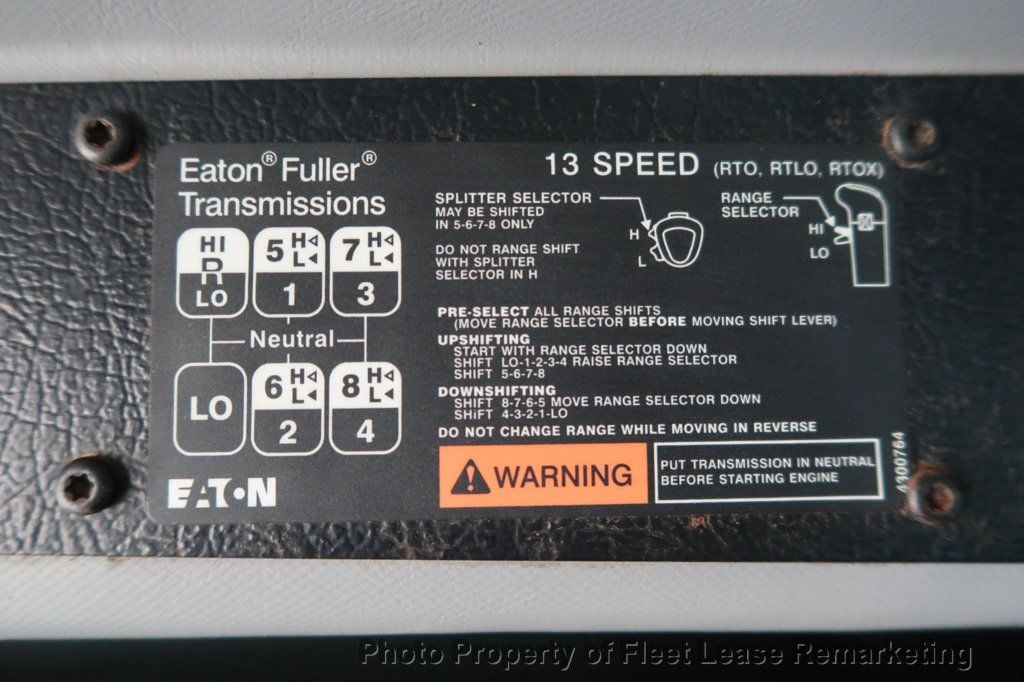 Eaton® Fuller®
Transmissions
13 SPEED (RTO, RTLO, RTOX)
HI
R
LO
5 H L
1
7 H L
3
Neutral
LO
6 H L
2
8 H L
4
EATON
SPLITTER SELECTOR
MAY BE SHIFTED
IN 5-6-7-8 ONLY
H
L
RANGE
SELECTOR
HI
LO
DO NOT RANGE SHIFT
WITH SPLITTER
SELECTOR IN H
PRE-SELECT ALL RANGE SHIFTS
(MOVE RANGE SELECTOR BEFORE MOVING SHIFT LEVER)
UPSHIFTING
START WITH RANGE SELECTOR DOWN
SHIFT LO-1-2-3-4 RAISE RANGE SELECTOR
SHIFT 5-6-7-8
DOWNSHIFTING
SHIFT 8-7-6-5 MOVE RANGE SELECTOR DOWN
SHIFT 4-3-2-1-LO
DO NOT CHANGE RANGE WHILE MOVING IN REVERSE
WARNING
PUT TRANSMISSION IN NEUTRAL
BEFORE STARTING ENGINE
4300764
Photo Property of Fleet Lease Remarketing